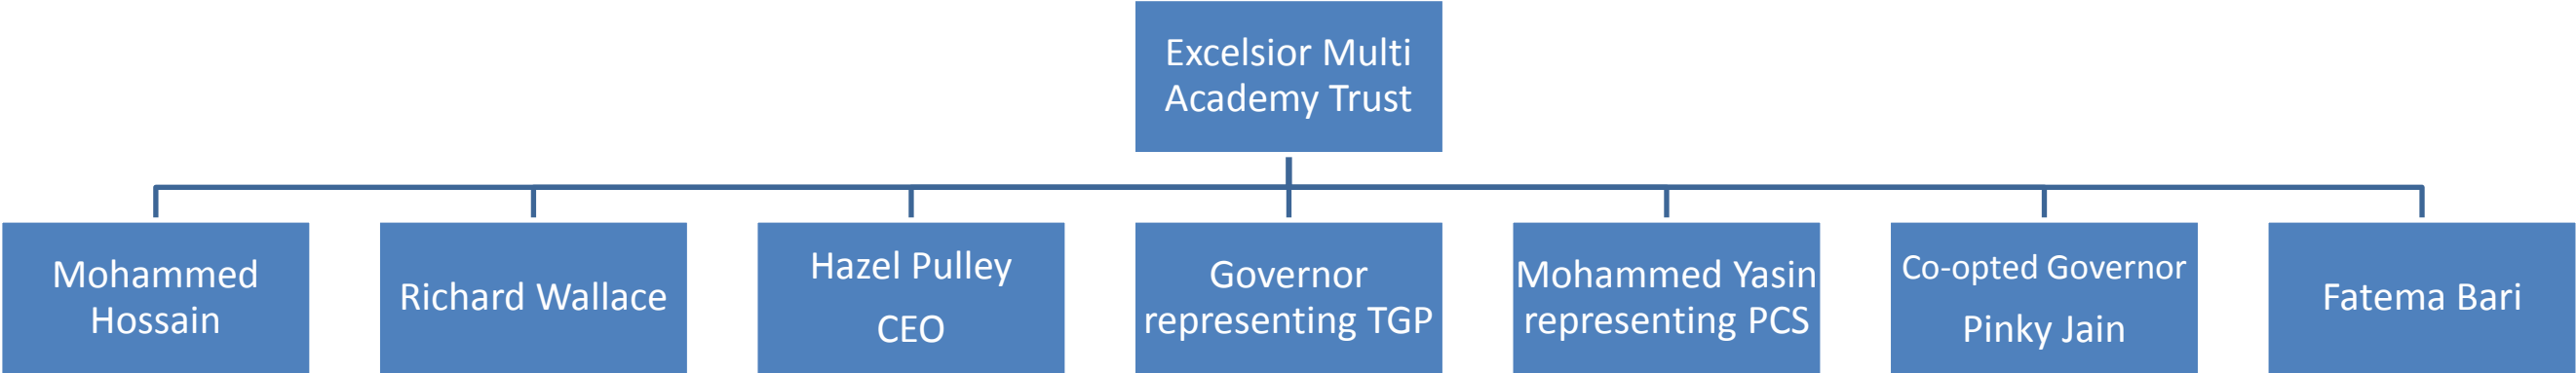 Excelsior Multi
Academy Trust
Mohammed
Hossain
Richard Wallace
Hazel Pulley
CEO
Governor
representing TGP
Mohammed Yasin
representing PCS
Co-opted Governor
Pinky Jain
Fatema Bari